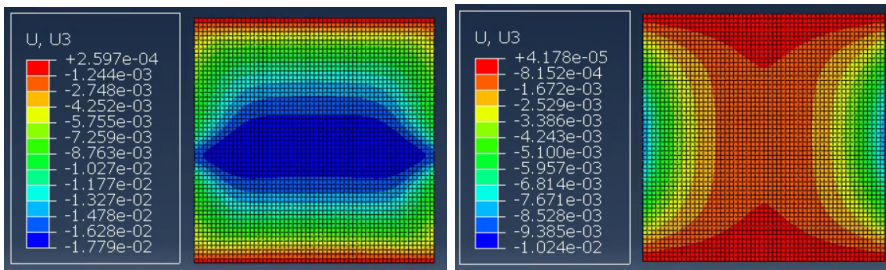 U, U3
+2.597e-04
-1.244e-03
-2.748e-03
-4.252e-03
-5.755e-03
-7.259e-03
-8.763e-03
-1.027e-02
-1.177e-02
-1.327e-02
-1.478e-02
-1.628e-02
-1.779e-02
U, U3
+4.178e-05
-8.152e-04
-1.672e-03
-2.529e-03
-3.386e-03
-4.243e-03
-5.100e-03
-5.957e-03
-6.814e-03
-7.671e-03
-8.528e-03
-9.385e-03
-1.024e-02